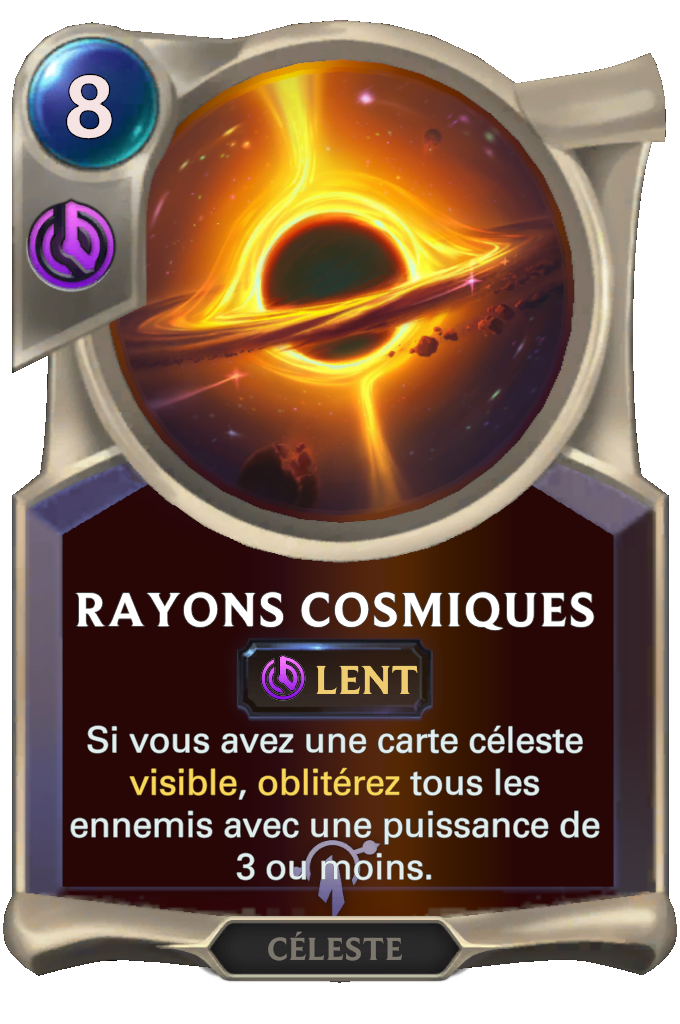 8
RAYONS COSMIQUES
LENT
Si vous avez une carte céleste
visible, oblitérez tous les
ennemis avec une puissance de
3 ou moins.
CÉLESTE